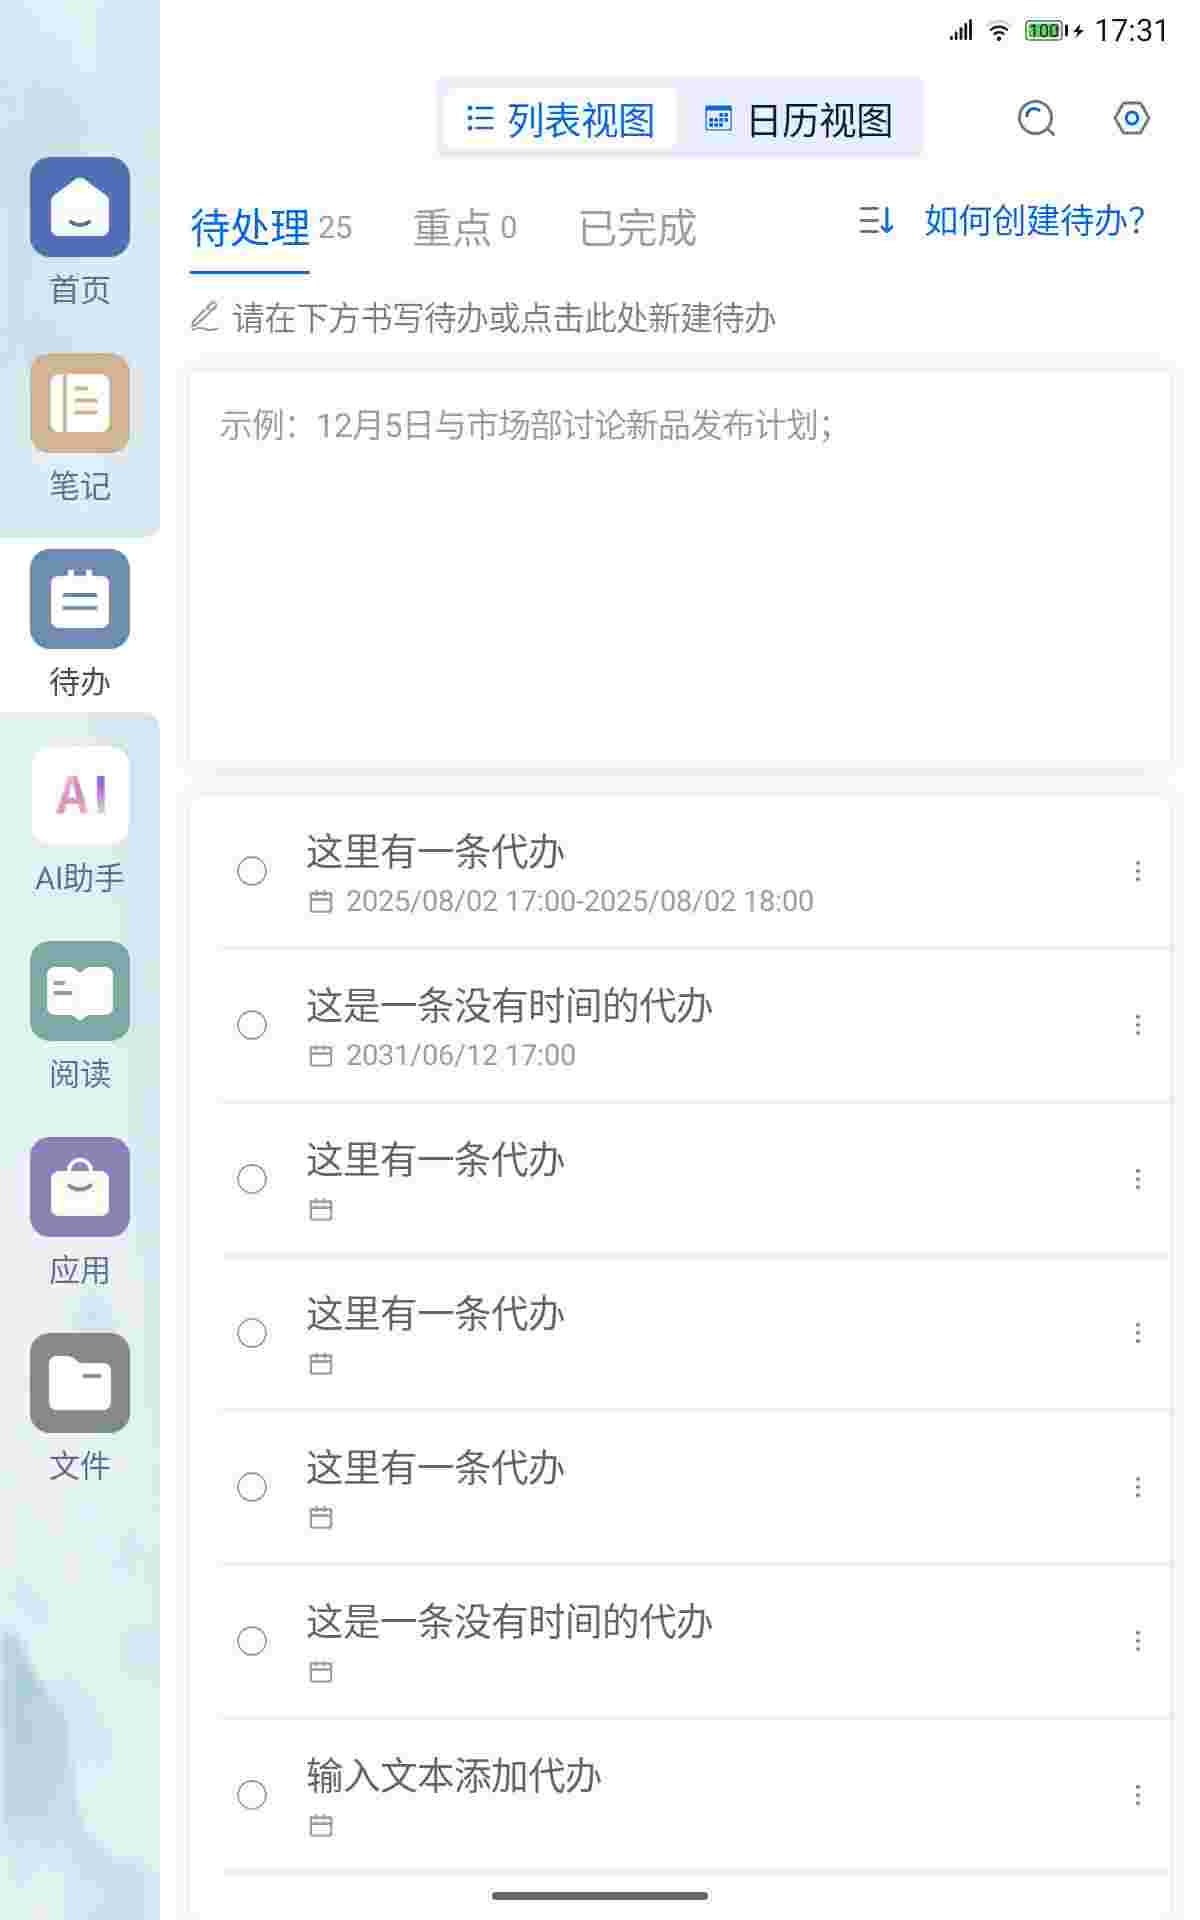 100
17:31
列表视图
日历视图
待处理 25
重点 0
已完成
如何创建待办?
请在下方书写待办或点击此处新建待办
示例：12月5日与市场部讨论新品发布计划；
首页
笔记
待办
AI
AI助手
阅读
应用
文件
这里有一条代办
2025/08/02 17:00-2025/08/02 18:00
这是一条没有时间的代办
2031/06/12 17:00
这里有一条代办
这里有一条代办
这里有一条代办
这是一条没有时间的代办
输入文本添加代办